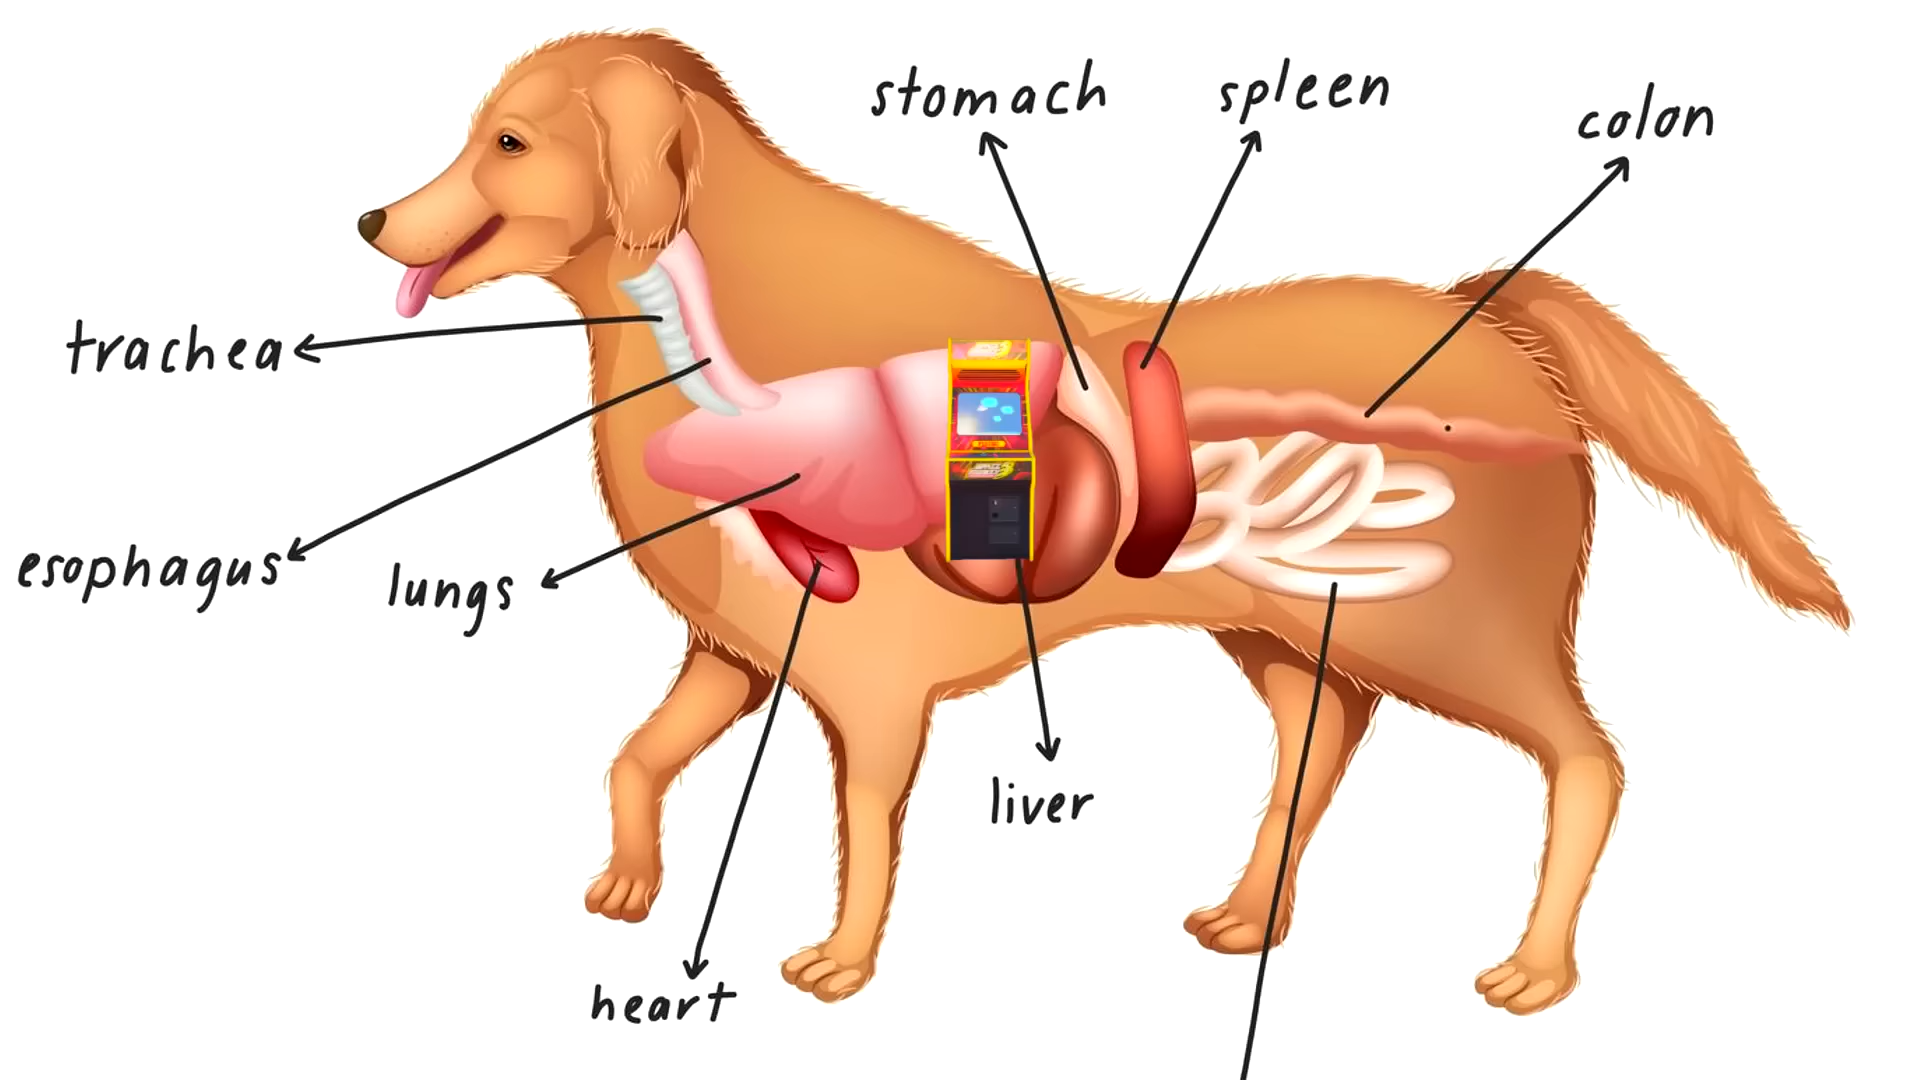 stomach
spleen
colon
trachea
esophagus
lungs
liver
heart